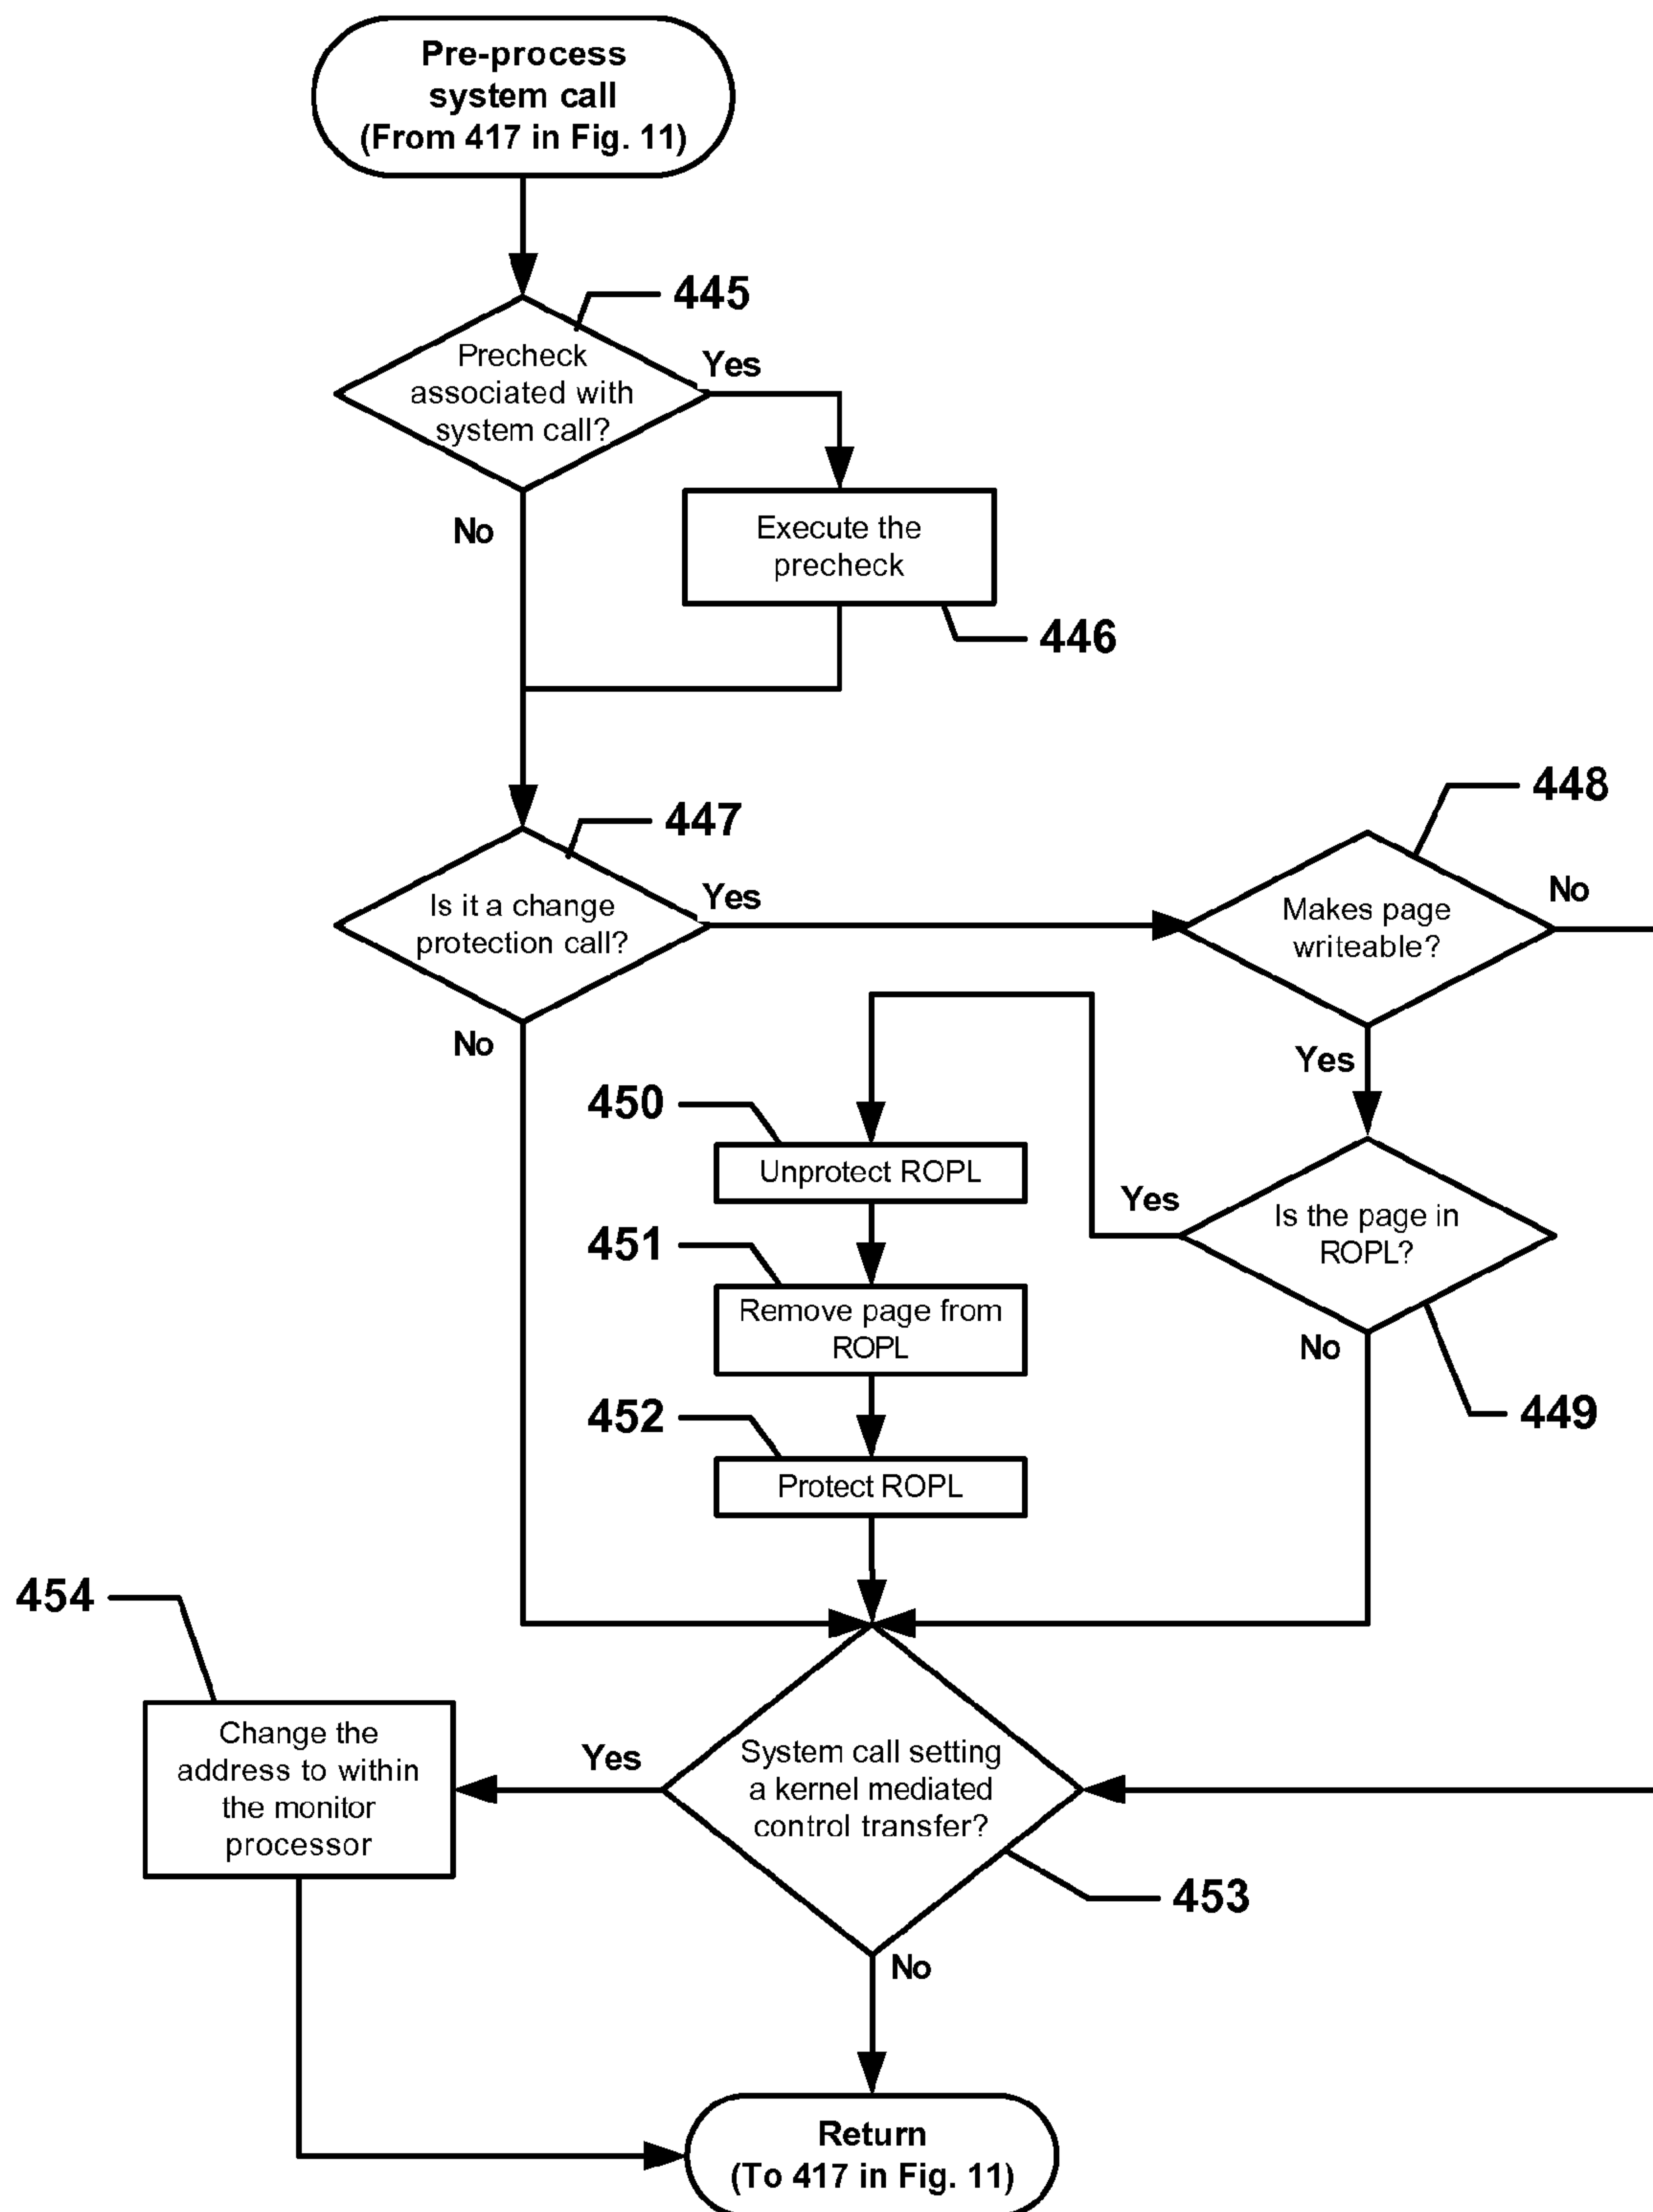 Pre-process
system call
(From 417 in Fig. 11)
445
Precheck
associated with
system call?
Yes
No
Execute the
precheck
446
447
Is it a change
protection call?
Yes
No
448
Makes page
writeable?
No
Yes
450
Unprotect ROPL
Yes
Is the page in
ROPL?
449
No
451
Remove page from
ROPL
452
Protect ROPL
454
Change the
address to within
the monitor
processor
Yes
System call setting
a kernel mediated
control transfer?
453
No
Return
(To 417 in Fig. 11)